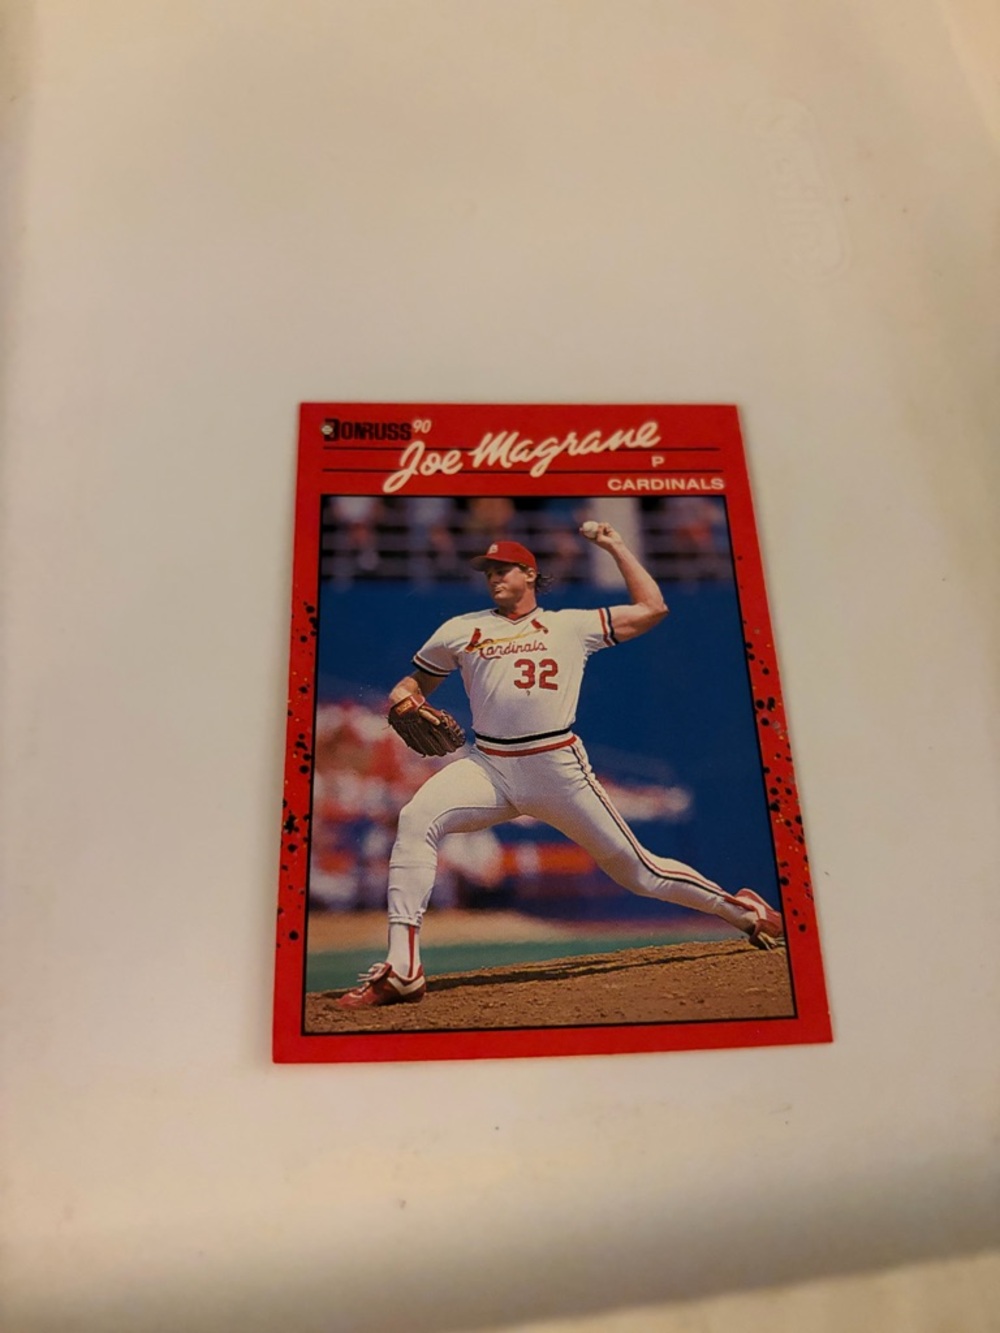 DONRUSS 90
Joe Magrane
P
CARDINALS
Cardinals
32